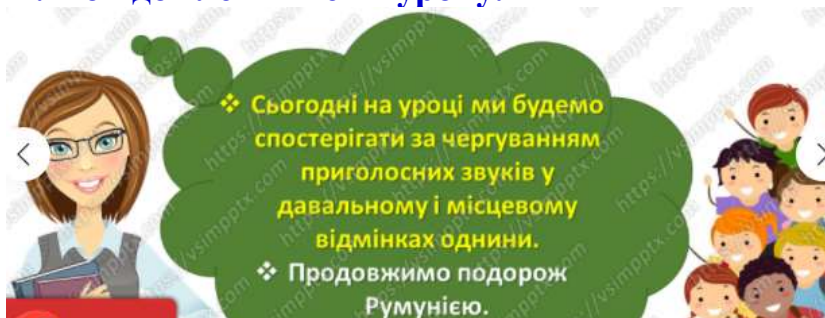 ❖ Сьогодні на уроці ми будемо
спостерігати за чергуванням
приголосних звуків у
давальному і місцевому
відмінках однини.
❖ Продовжимо подорож
Румунією.